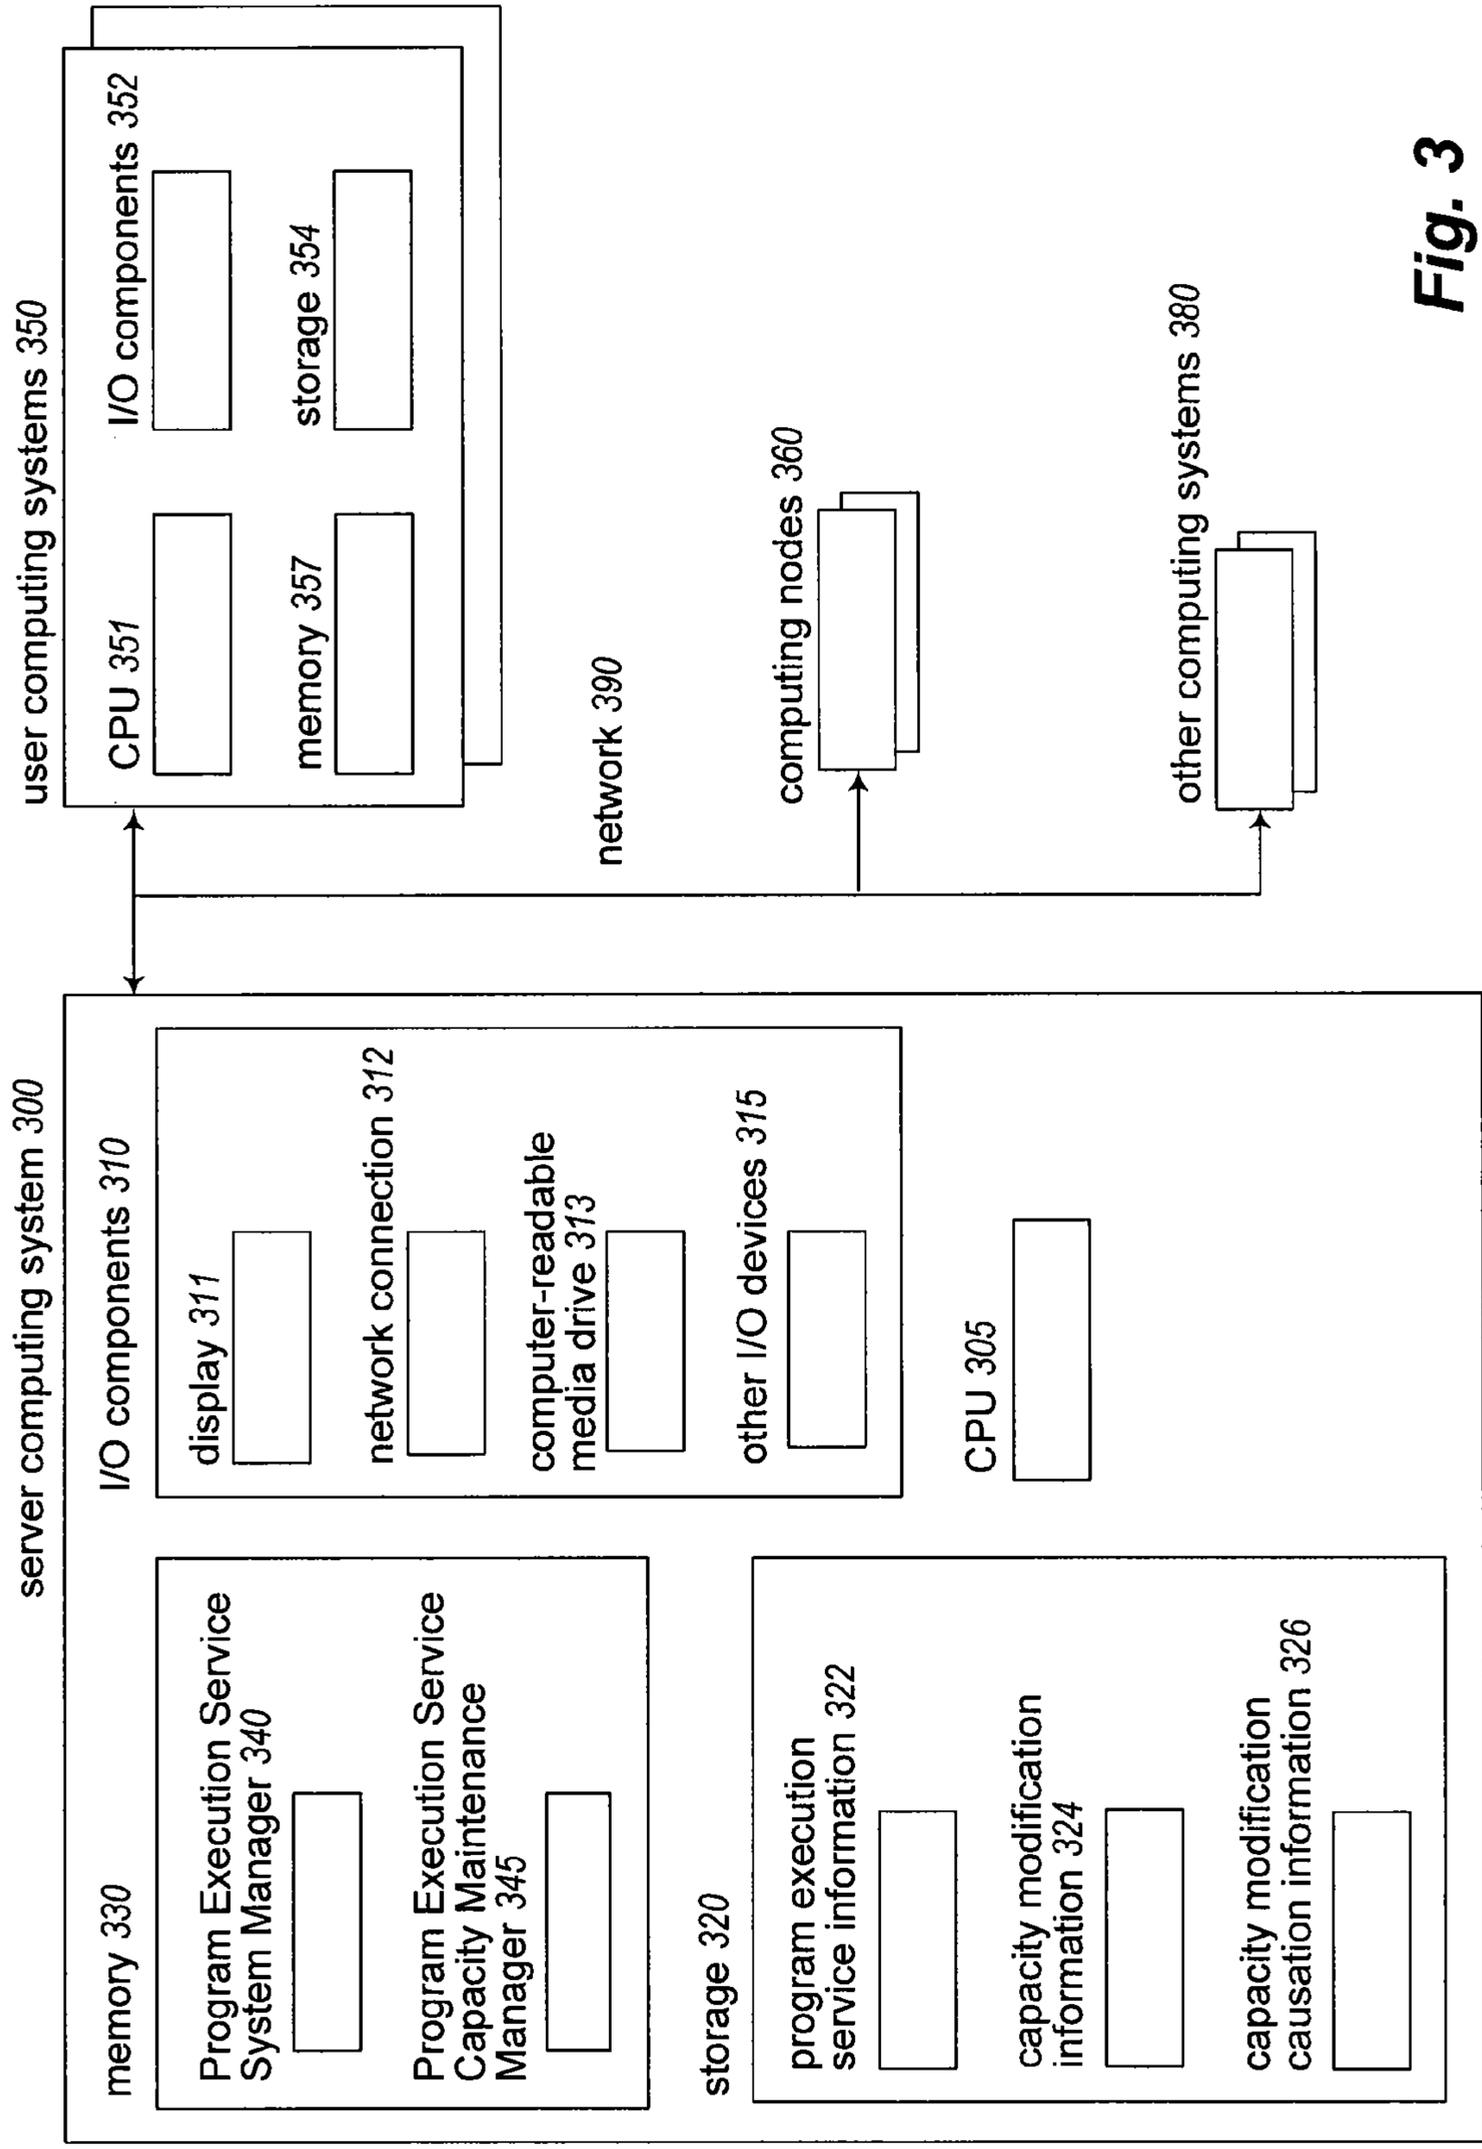 server computing system 300
memory 330
Program Execution Service
System Manager 340
Program Execution Service
Capacity Maintenance
Manager 345
storage 320
program execution
service information 322
capacity modification
information 324
capacity modification
causation information 326
I/O components 310
display 311
network connection 312
computer-readable
media drive 313
other I/O devices 315
CPU 305
user computing systems 350
CPU 351
I/O components 352
memory 357
storage 354
network 390
computing nodes 360
other computing systems 380
Fig. 3